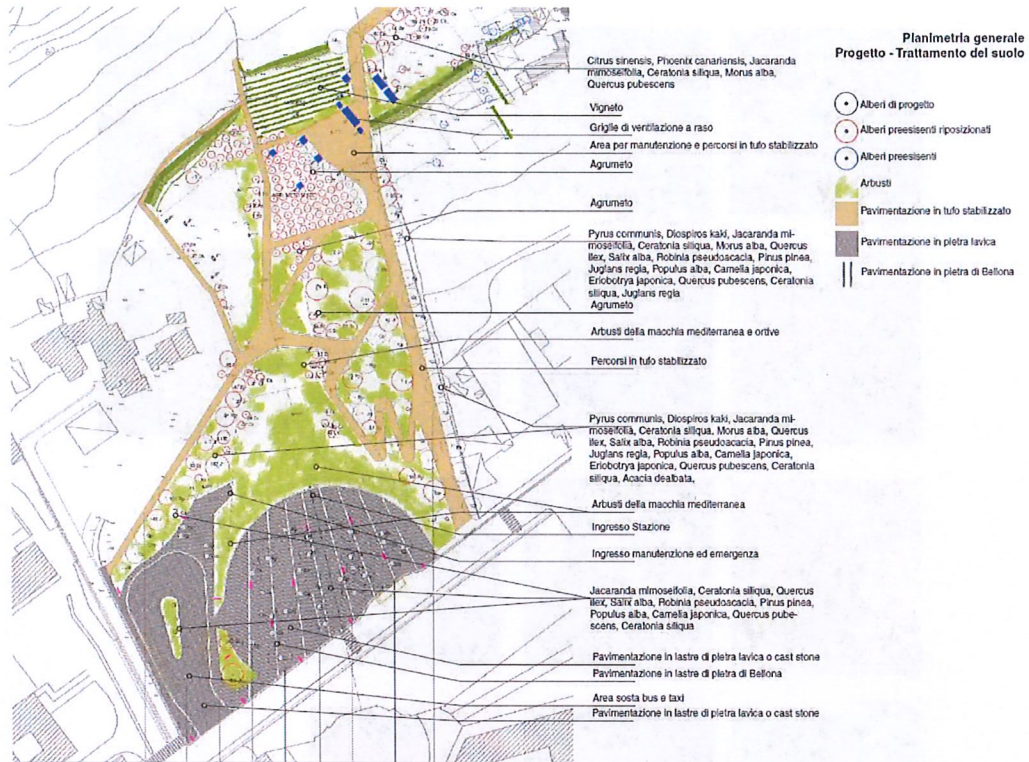 Planimetria generale
Progetto - Trattamento del suolo
Alberi di progetto
Alberi preesisenti riposizionati
Alberi preesisenti
Arbusti
Pavimentazione in tufo stabilizzato
Pavimentazione in pietra lavica
Pavimentazione in pietra di Bellona
Citrus sinensis, Phoenix canariensis, Jacaranda
mimoseifolia, Ceratonia siliqua, Morus alba,
Quercus pubescens
Vigneto
Griglie di ventilazione a raso
Area per manutenzione e percorsi in tufo stabilizzato
Agrumeto
Agrumeto
Pyrus communis, Diospiros kaki, Jacaranda mi-
moseifolia, Ceratonia siliqua, Morus alba, Quercus
ilex, Salix alba, Robinia pseudoacacia, Pinus pinea,
Juglans regia, Populus alba, Camelia japonica,
Eriobotrya japonica, Quercus pubescens, Ceratonia
siliqua, Juglans regia
Agrumeto
Arbusti della macchia mediterranea e ortive
Percorsi in tufo stabilizzato
Pyrus communis, Diospiros kaki, Jacaranda mi-
moseifolia, Ceratonia siliqua, Morus alba, Quercus
ilex, Salix alba, Robinia pseudoacacia, Pinus pinea,
Juglans regia, Populus alba, Camelia japonica,
Eriobotrya japonica, Quercus pubescens, Ceratonia
siliqua, Acacia dealbata,
Arbusti della macchia mediterranea
Ingresso Stazione
Ingresso manutenzione ed emergenza
Jacaranda mimoseifolia, Ceratonia siliqua, Quercus
ilex, Salix alba, Robinia pseudoacacia, Pinus pinea,
Populus alba, Camelia japonica, Quercus pube-
scens, Ceratonia siliqua
Pavimentazione in lastre di pietra lavica o cast stone
Pavimentazione in lastre di pietra di Bellona
Area sosta bus e taxi
Pavimentazione in lastre di pietra lavica o cast stone